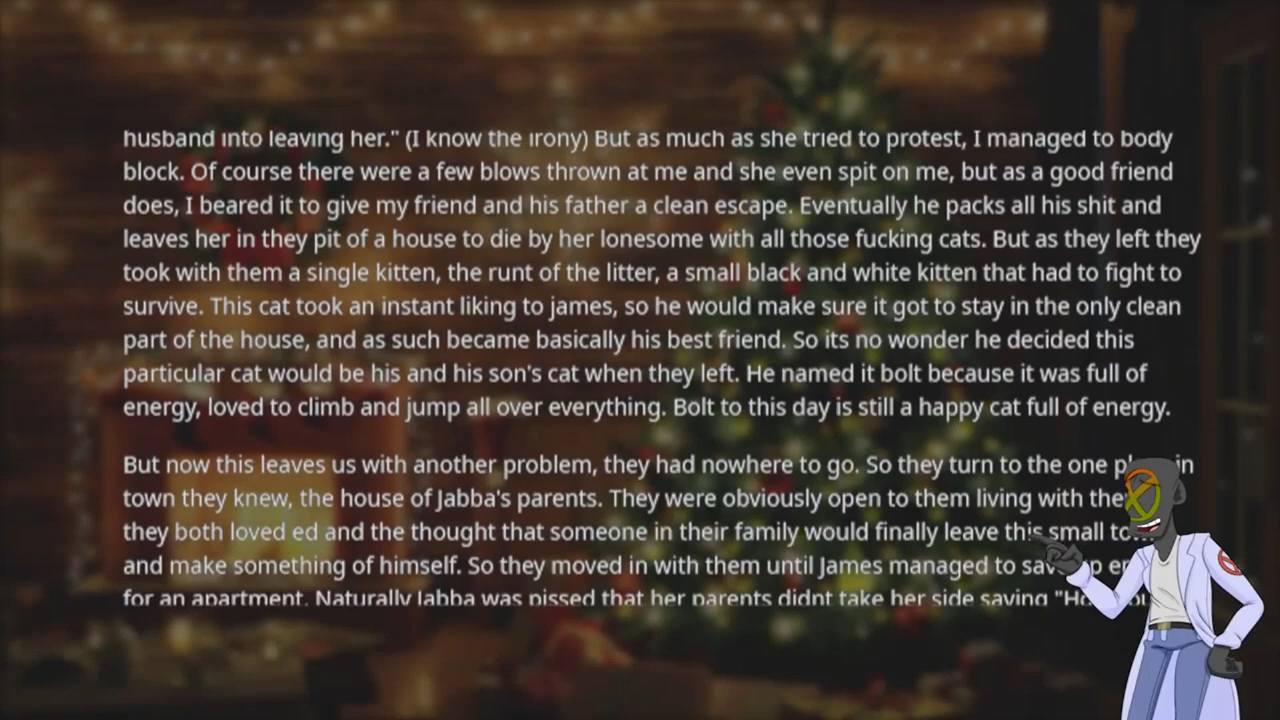 husband into leaving her." (I know the irony) But as much as she tried to protest, I managed to body
block. Of course there were a few blows thrown at me and she even spit on me, but as a good friend
does, I beared it to give my friend and his father a clean escape. Eventually he packs all his shit and
leaves her in they pit of a house to die by her lonesome with all those fucking cats. But as they left they
took with them a single kitten, the runt of the litter, a small black and white kitten that had to fight to
survive. This cat took an instant liking to james, so he would make sure it got to stay in the only clean
part of the house, and as such became basically his best friend. So its no wonder he decided this
particular cat would be his and his son's cat when they left. He named it bolt because it was full of
energy, loved to climb and jump all over everything. Bolt to this day is still a happy cat full of energy.
But now this leaves us with another problem, they had nowhere to go. So they turn to the one in
town they knew, the house of Jabba's parents. They were obviously open to them living with
they both loved ed and the thought that someone in their family would finally leave this small
and make something of himself. So they moved in with them until James managed to
for an apartment. Naturally Jabba was pissed that her parents didnt take her side saying